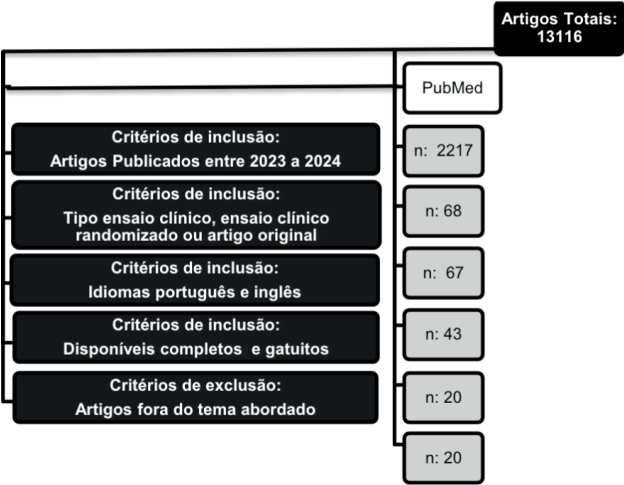 Artigos Totais:
13116
PubMed
Critérios de inclusão:
Artigos Publicados entre 2023 a 2024
n: 2217
Critérios de inclusão:
Tipo ensaio clínico, ensaio clínico
randomizado ou artigo original
n: 68
Critérios de inclusão:
Idiomas português e inglês
n: 67
Critérios de inclusão:
Disponíveis completos e gatuitos
n: 43
Critérios de exclusão:
Artigos fora do tema abordado
n: 20
n: 20